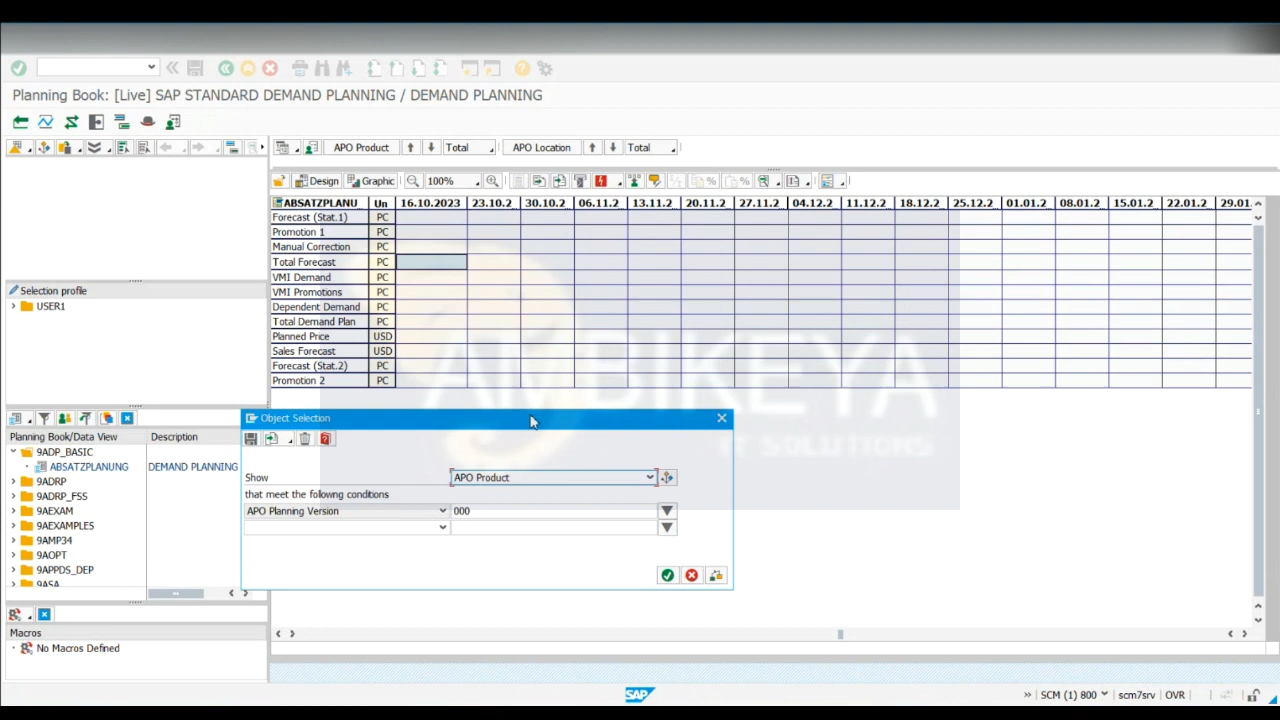 Planning Book: [Live] SAP STANDARD DEMAND PLANNING / DEMAND PLANNING
APO Product Total APO Location Total
Design Graphic 100%
ABSATZPLANU Un 16.10.2023 23.10.2... 30.10.2... 06.11.2... 13.11.2... 20.11.2... 27.11.2... 04.12.2... 11.12.2... 18.12.2... 25.12.2... 01.01.2... 08.01.2... 15.01.2... 22.01.2... 29.01.
Forecast (Stat.1) PC
Promotion 1 PC
Manual Correction PC
Total Forecast PC
VMI Demand PC
VMI Promotions PC
Dependent Demand PC
Total Demand Plan PC
Planned Price USD
Sales Forecast USD
Forecast (Stat.2) PC
Promotion 2 PC
Selection profile
USER1
Planning Book/Data View Description
9ADP_BASIC
ABSATZPLANUNG DEMAND PLANNING
9ADRP
9ADRP_FSS
9AEXAM
9AEXAMPLES
9AMP34
9AOPT
9APPDS_DEP
9ASA
Macros
No Macros Defined
Object Selection
Show APO Product
that meet the followng conditions
APO Planning Version 000
AMBIKEYA
IT SOLUTIONS
SAP
SCM (1) 800 scm7srv OVR